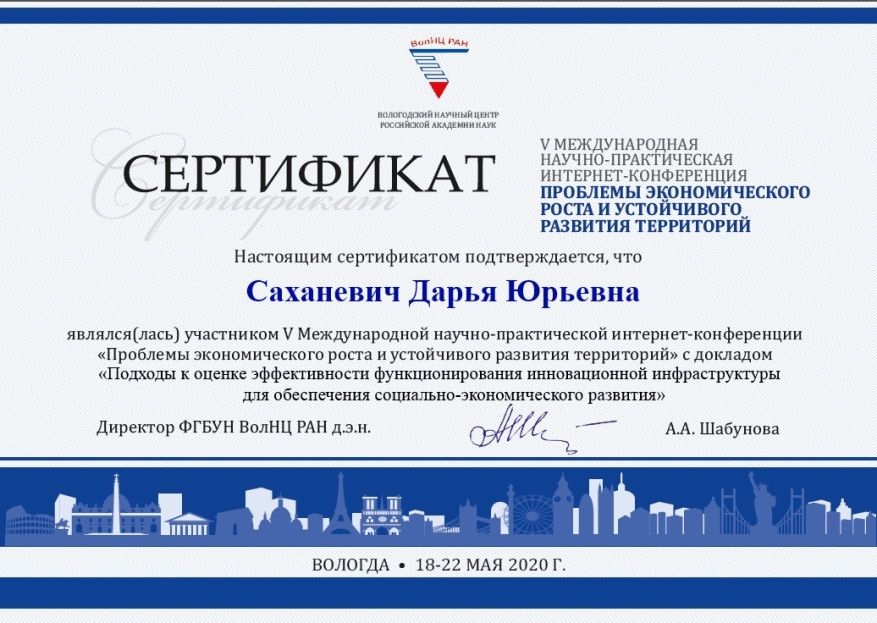 ВолНЦ РАН
ВОЛОГОДСКИЙ НАУЧНЫЙ ЦЕНТР
РОССИЙСКОЙ АКАДЕМИИ НАУК
Сертификат
СЕРТИФИКАТ
V МЕЖДУНАРОДНАЯ
НАУЧНО-ПРАКТИЧЕСКАЯ
ИНТЕРНЕТ-КОНФЕРЕНЦИЯ
ПРОБЛЕМЫ ЭКОНОМИЧЕСКОГО
РОСТА И УСТОЙЧИВОГО
РАЗВИТИЯ ТЕРРИТОРИЙ
Настоящим сертификатом подтверждается, что
Саханевич Дарья Юрьевна
являлся(лась) участником V Международной научно-практической интернет-конференции
«Проблемы экономического роста и устойчивого развития территорий» с докладом
«Подходы к оценке эффективности функционирования инновационной инфраструктуры
для обеспечения социально-экономического развития»
Директор ФГБУН ВолНЦ РАН д.э.н.
А.А. Шабунова
ВОЛОГДА • 18-22 МАЯ 2020 Г.